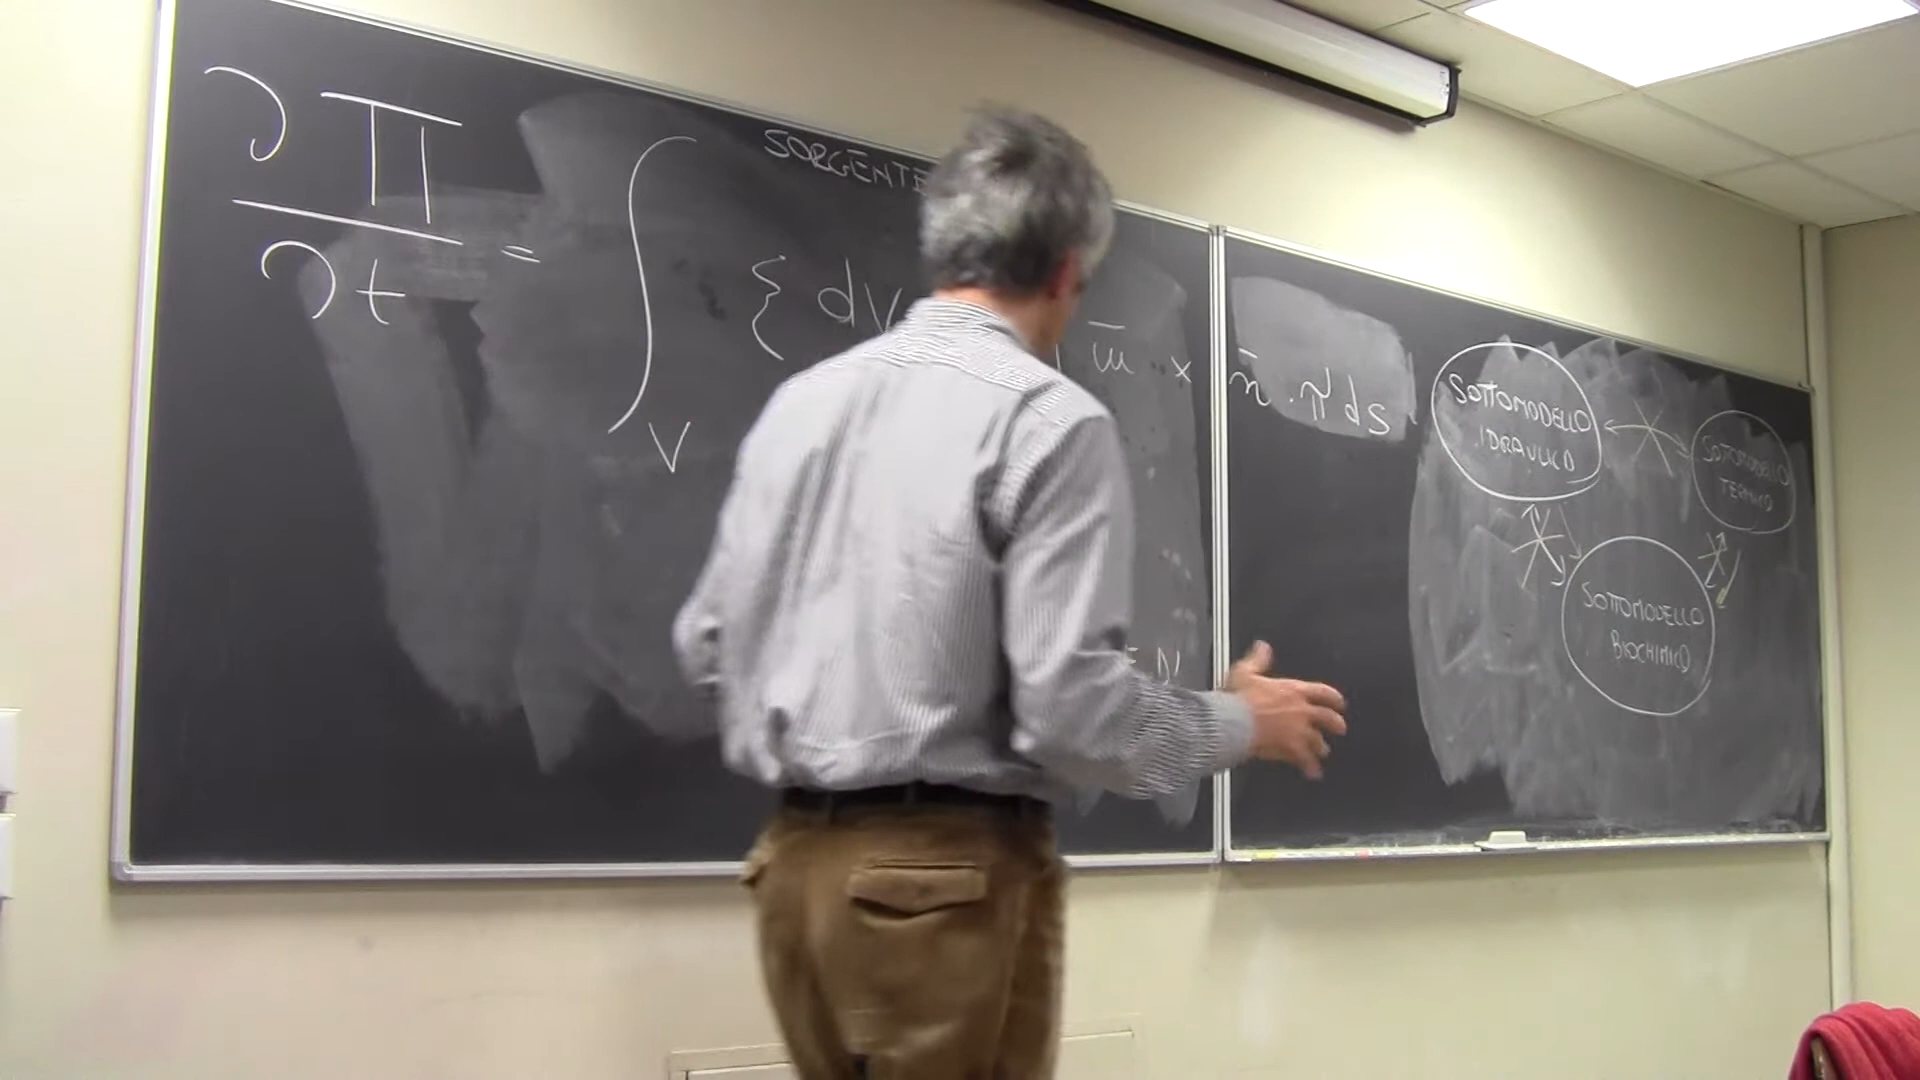 SORGENTE
∂Π
∂t
=
∫
V
{ dV
ū × n̄ · π ds
SOTTOMODELLO
IDRAULICO
SOTTOMODELLO
TERMICO
SOTTOMODELLO
BIOCHIMICO